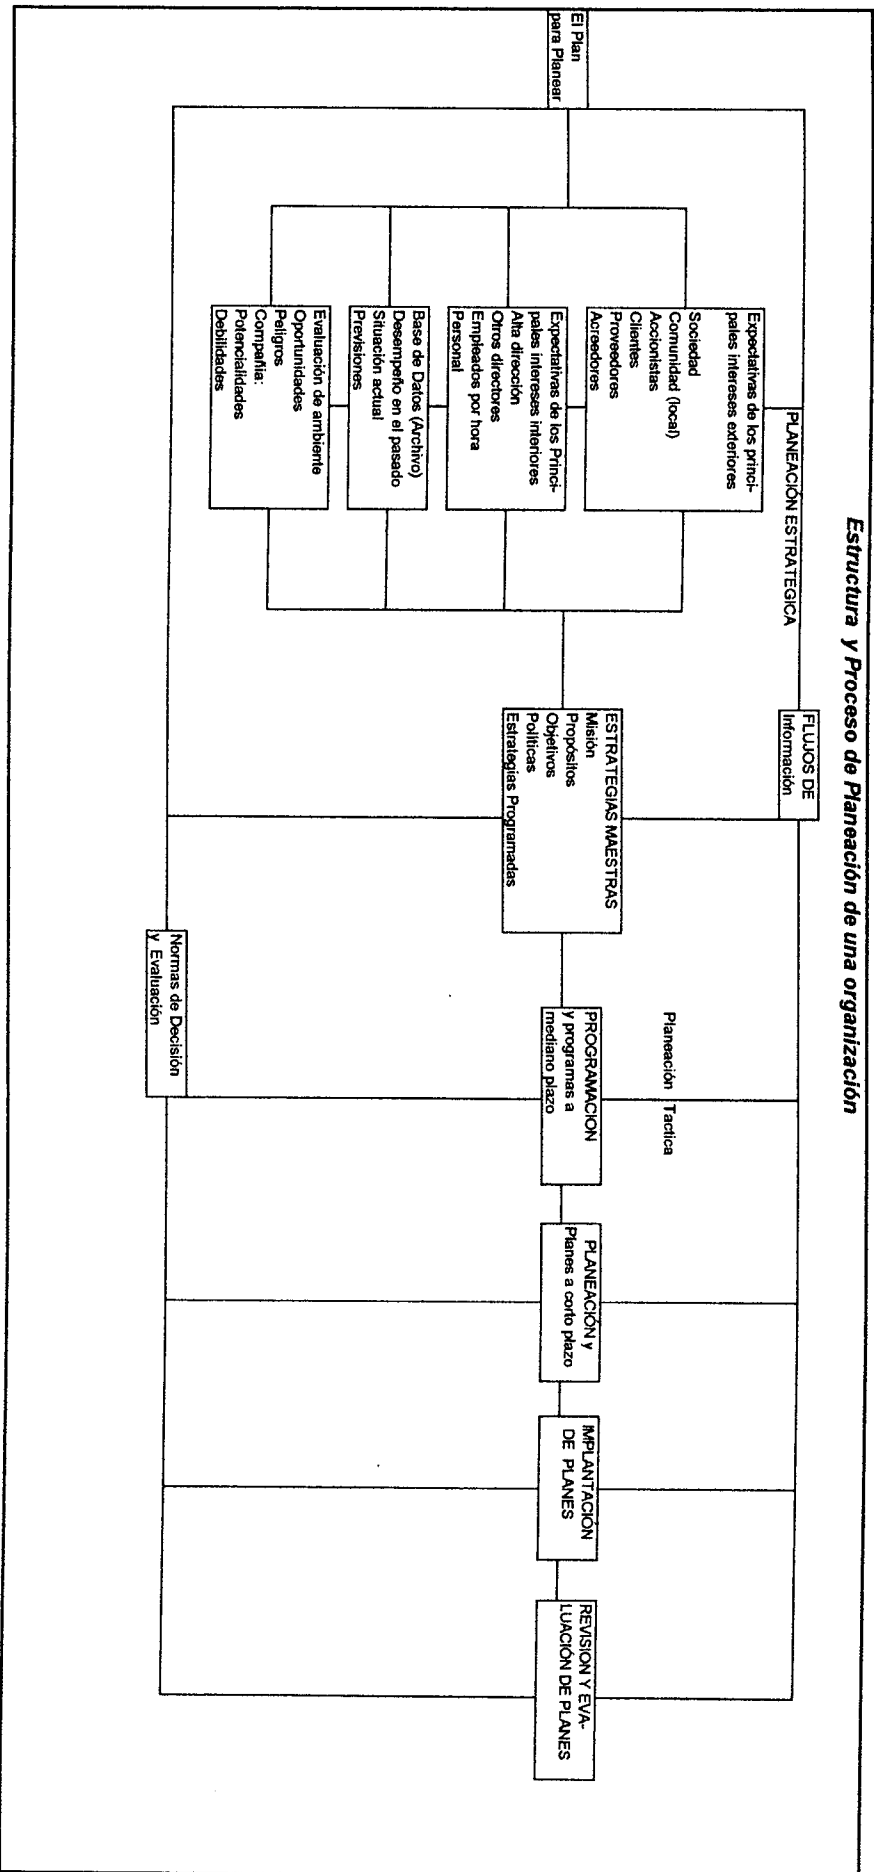 Estructura y Proceso de Planeación de una organización
El Plan
para Planear
PLANEACIÓN ESTRATEGICA
Expectativas de los princi-
pales intereses exteriores
Sociedad
Comunidad (local)
Accionistas
Clientes
Proveedores
Acreedores
Expectativas de los Princi-
pales intereses interiores
Alta direoción
Otros directores
Empleados por hora
Personal
Base de Datos (Archivo)
Desempeño en el pasado
Situación actual
Previsiones
Evaluación de ambiente
Oportunidades
Peligros
Compañia:
Potencialidades
Debilidades
FLUJOS DE
Información
ESTRATEGIAS MAESTRAS
Misión
Propósitos
Objetivos
Políticas
Estrategias Programadas
Normas de Decisión
y Evaluación
Planeación Tactica
PROGRAMACION
y programas a
mediano plazo
PLANEACIÓN y
Planes a corto plazo
IMPLANTACIÓN
DE PLANES
REVISION Y EVA-
LUACIÓN DE PLANES